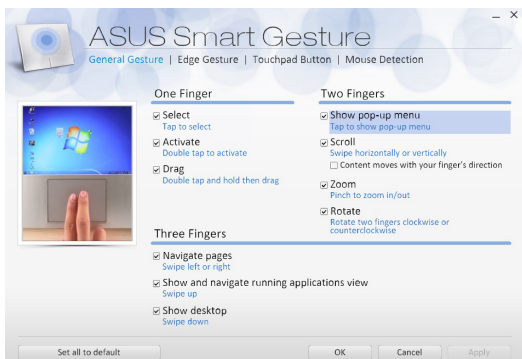 ASUS Smart Gesture
General Gesture | Edge Gesture | Touchpad Button | Mouse Detection
One Finger
Select
Tap to select
Activate
Double tap to activate
Drag
Double tap and hold then drag
Two Fingers
Show pop-up menu
Tap to show pop-up menu
Scroll
Swipe horizontally or vertically
Content moves with your finger's direction
Zoom
Pinch to zoom in/out
Rotate
Rotate two fingers clockwise or
counterclockwise
Three Fingers
Navigate pages
Swipe left or right
Show and navigate running applications view
Swipe up
Show desktop
Swipe down
Set all to default
OK
Cancel
Apply